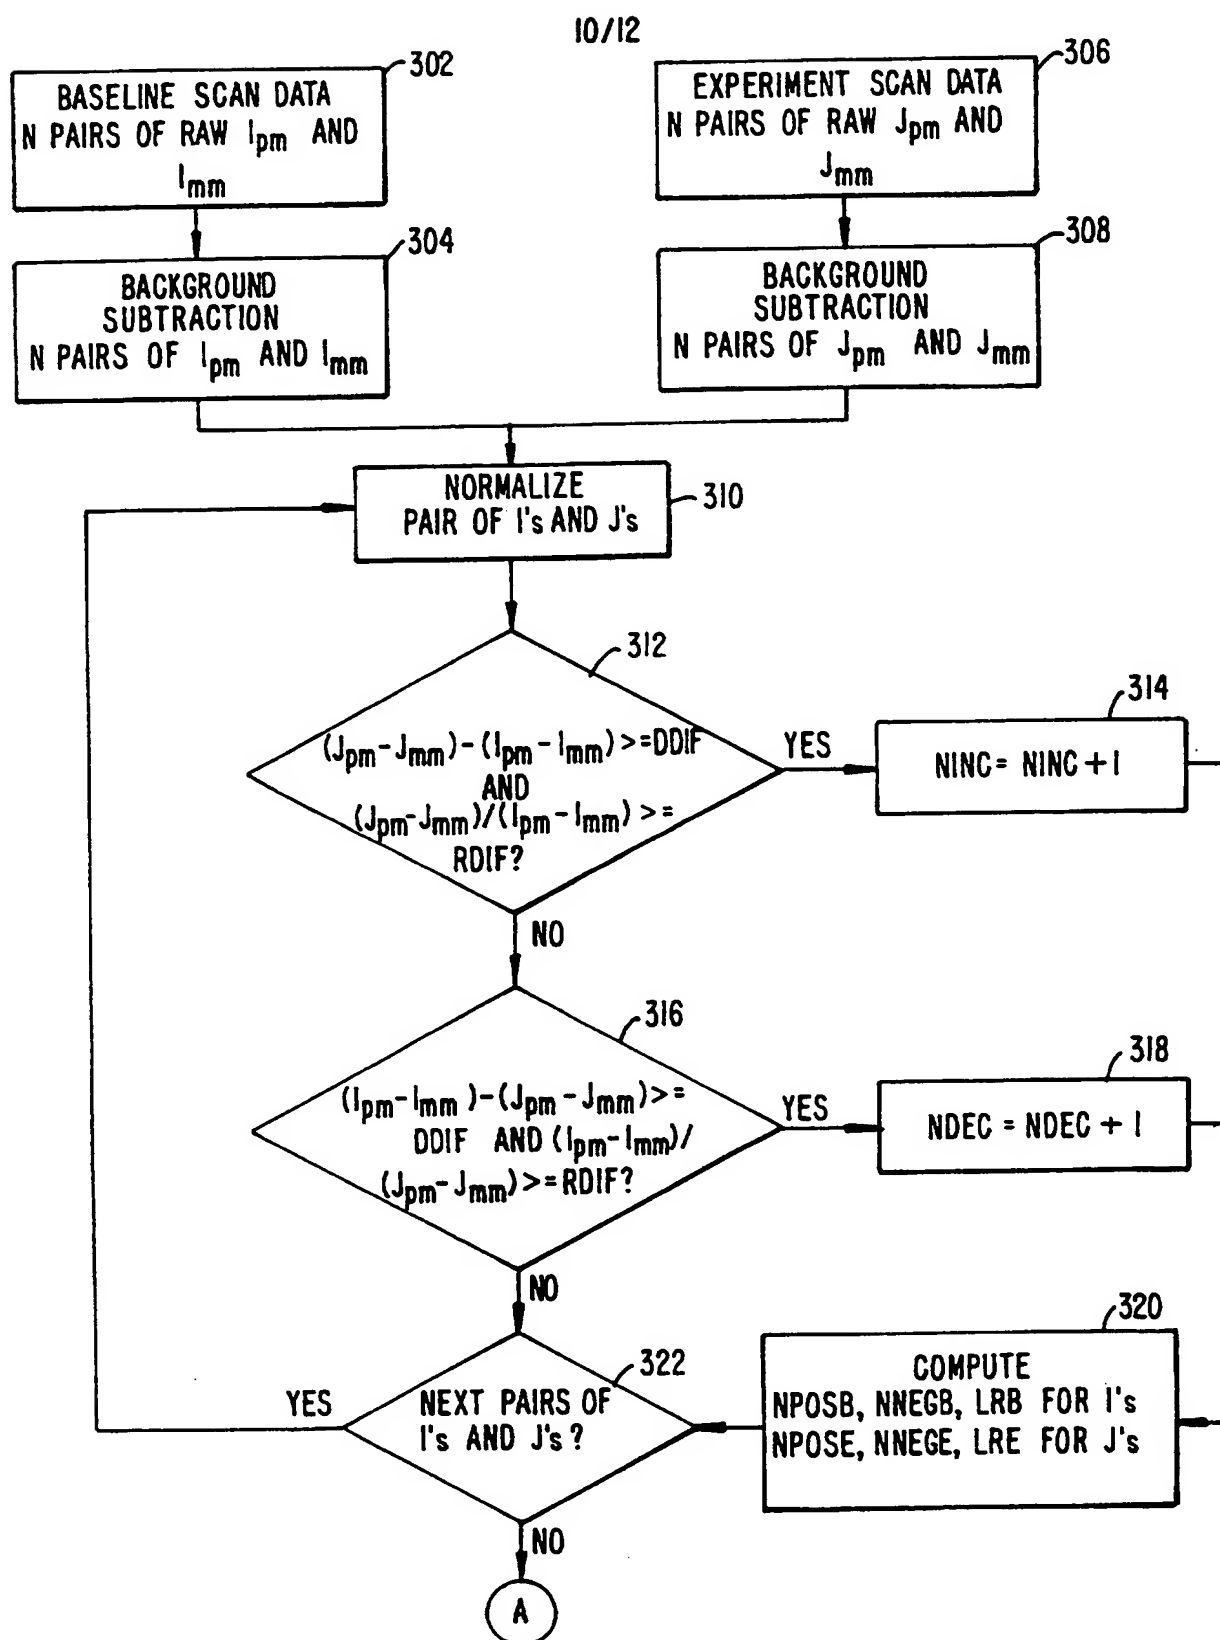 10/12
302
BASELINE SCAN DATA
N PAIRS OF RAW Ipm AND
Imm
306
EXPERIMENT SCAN DATA
N PAIRS OF RAW Jpm AND
Jmm
304
BACKGROUND
SUBTRACTION
N PAIRS OF Ipm AND Imm
308
BACKGROUND
SUBTRACTION
N PAIRS OF Jpm AND Jmm
NORMALIZE
PAIR OF I's AND J's
310
312
(Jpm-Jmm)-(Ipm-Imm)>=DDIF
AND
(Jpm-Jmm)/(Ipm-Imm)>=
RDIF?
YES
314
NINC= NINC+1
NO
316
(Ipm-Imm)-(Jpm-Jmm)>=
DDIF AND (Ipm-Imm)/
(Jpm-Jmm)>=RDIF?
YES
318
NDEC = NDEC + 1
NO
320
COMPUTE
NPOSB, NNEGB, LRB FOR I's
NPOSE, NNEGE, LRE FOR J's
322
NEXT PAIRS OF
I's AND J's?
YES
NO
A